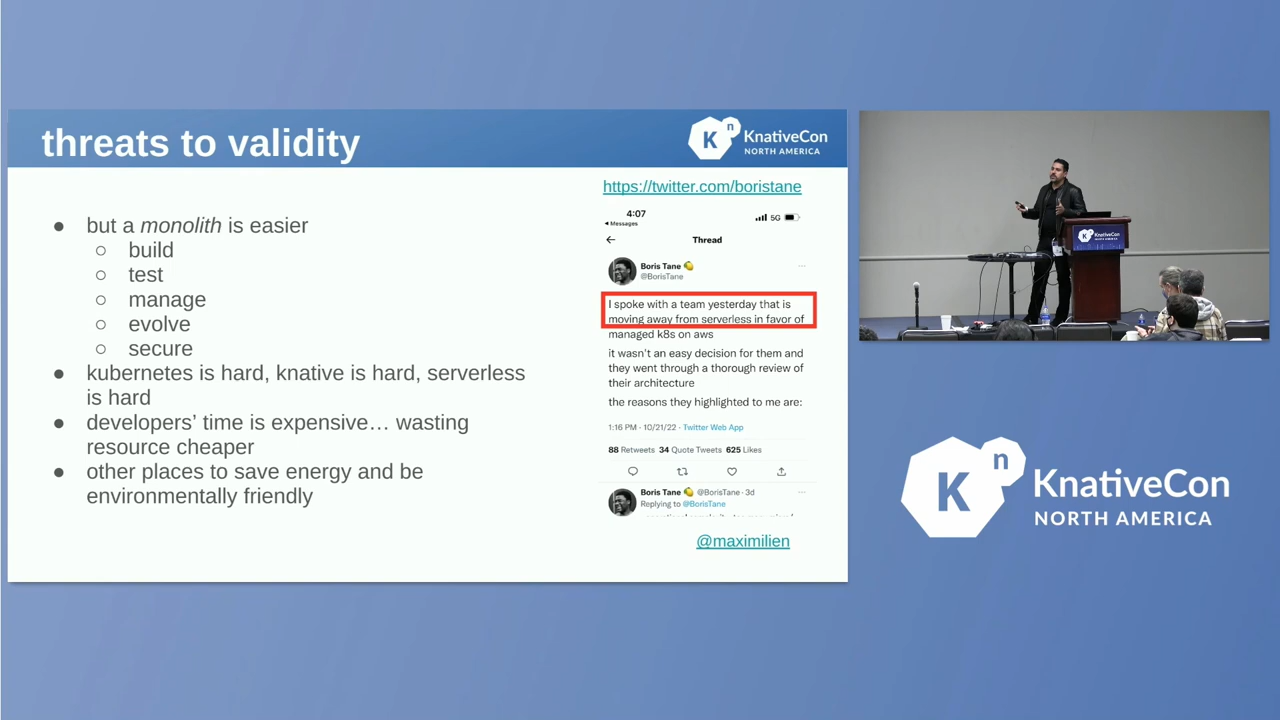 threats to validity
Kn
KnativeCon
NORTH AMERICA
https://twitter.com/boristane
● but a monolith is easier
○ build
○ test
○ manage
○ evolve
○ secure
● kubernetes is hard, knative is hard, serverless
is hard
● developers’ time is expensive… wasting
resource cheaper
● other places to save energy and be
environmentally friendly
4:07
5G
Messages
Thread
Boris Tane 🍋
@BorisTane
I spoke with a team yesterday that is
moving away from serverless in favor of
managed k8s on aws
it wasn't an easy decision for them and
they went through a thorough review of
their architecture
the reasons they highlighted to me are:
1:16 PM · 10/21/22 · Twitter Web App
88 Retweets 34 Quote Tweets 625 Likes
Boris Tane 🍋 @BorisTane · 3d
Replying to @BorisTane
@maximilien
KnativeCon
Kn
KnativeCon
NORTH AMERICA